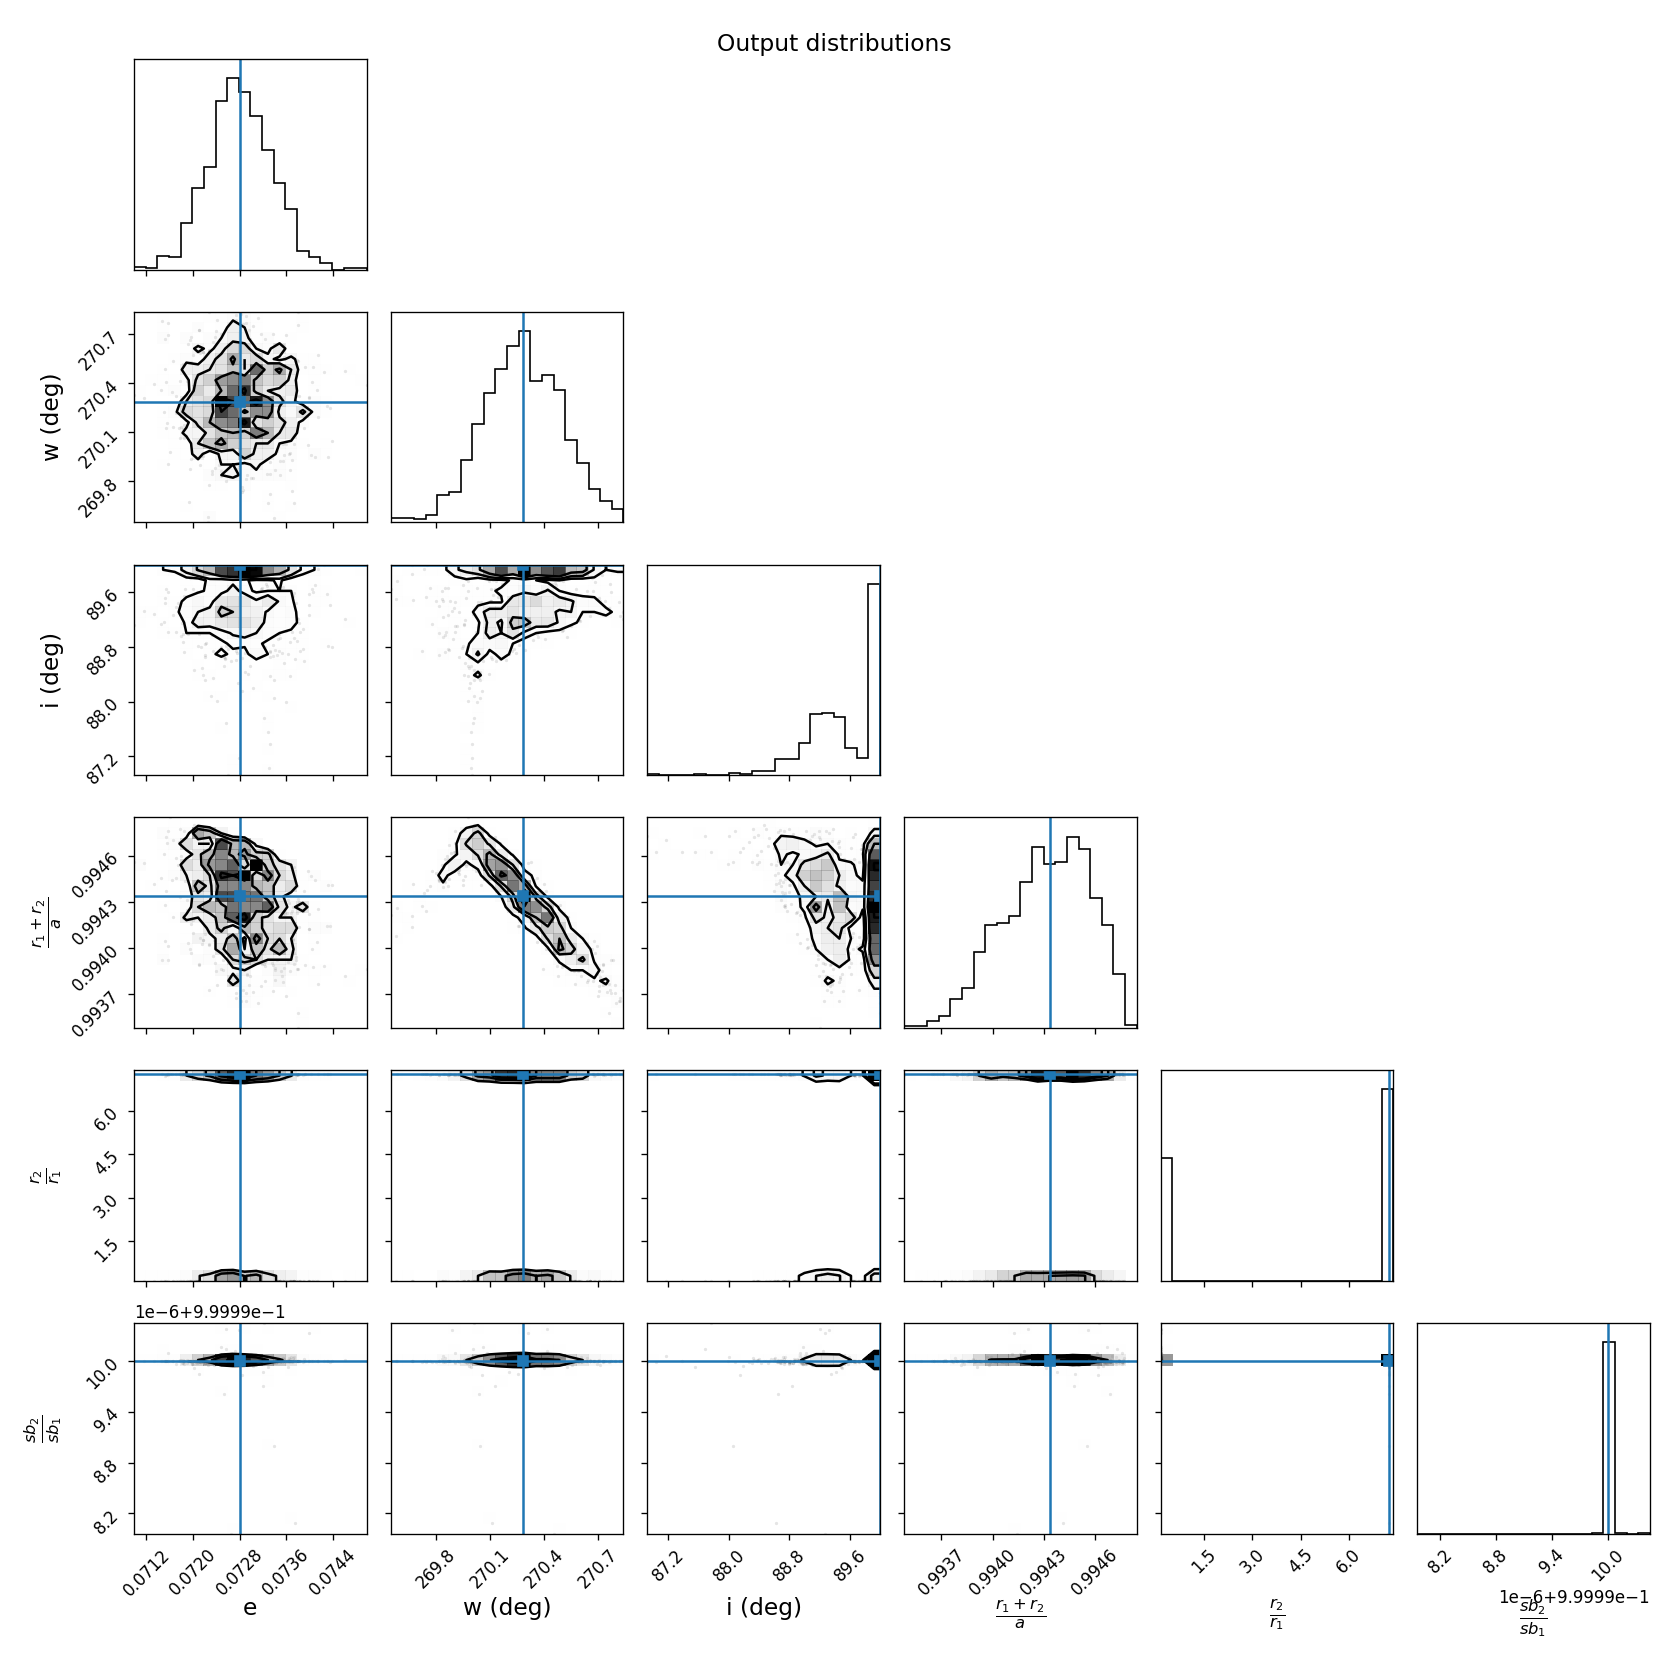 Output distributions
w (deg)
270.7
270.4
270.1
269.8
i (deg)
89.6
88.8
88.0
87.2
r₁ + r₂
a
0.9946
0.9943
0.9940
0.9937
r₂
r₁
6.0
4.5
3.0
1.5
1e−6+9.9999e−1
sb₂
sb₁
10.0
9.4
8.8
8.2
0.0712 0.0720 0.0728 0.0736 0.0744
269.8 270.1 270.4 270.7
87.2 88.0 88.8 89.6
0.9937 0.9940 0.9943 0.9946
1.5 3.0 4.5 6.0
8.2 8.8 9.4 10.0
1e−6+9.9999e−1
e
w (deg)
i (deg)
r₁ + r₂
a
r₂
r₁
sb₂
sb₁